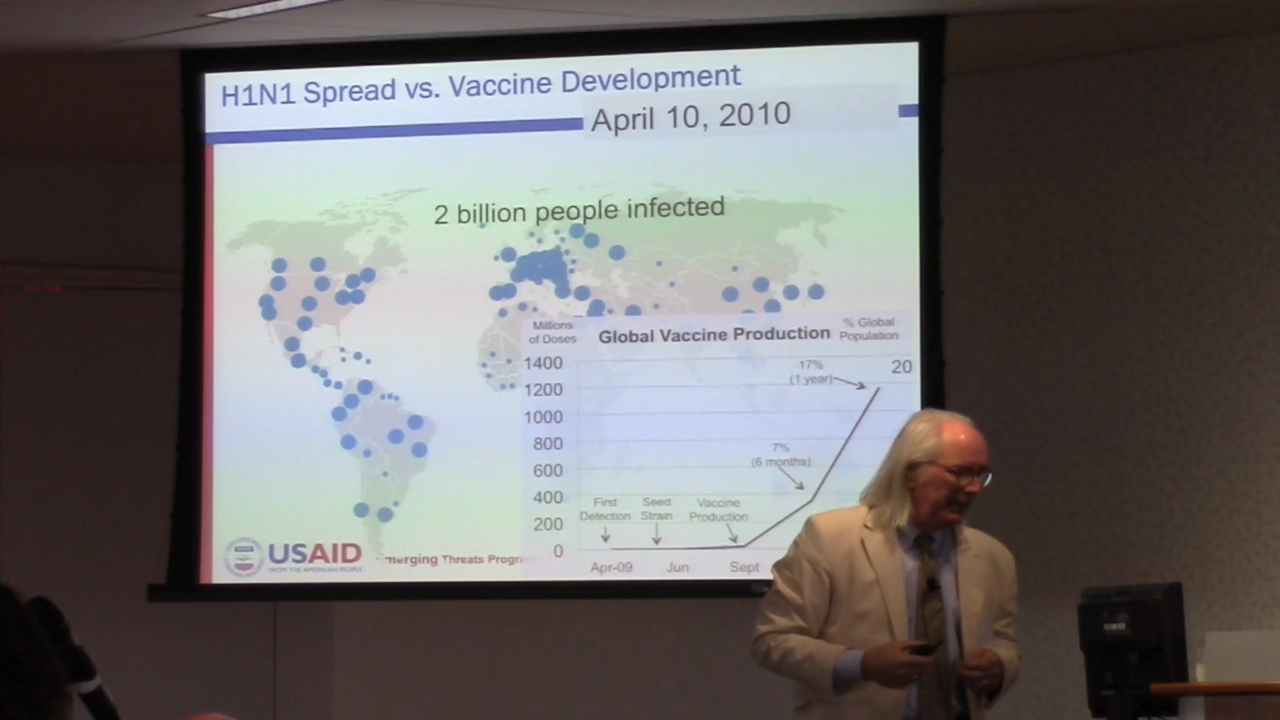 H1N1 Spread vs. Vaccine Development
April 10, 2010
2 billion people infected
Millions
of Doses
Global Vaccine Production
% Global
Population
1400
1200
1000
800
600
400
200
0
17%
(1 year)
20
7%
(6 months)
First
Detection
Seed
Strain
Vaccine
Production
Apr-09
Jun
Sept
USAID
FROM THE AMERICAN PEOPLE
Threats